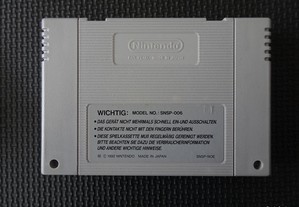 Nintendo
WICHTIG: MODEL NO.: SNSP-006
• DAS GERÄT NICHT MEHRMALS SCHNELL EIN-UND AUSSCHALTEN.
• DIE KONTAKTE NICHT MIT DEN FINGERN BERÜHREN.
• DIESE SPIELKASSETTE MUß REGELMÄßIG GEREINIGT WERDEN.
BITTE BEACHTEN SIE DAZU DIE VERBRAUCHERINFORMATION
UND ANDERE WICHTIGE HINWEISE.
NINTENDO MADE IN JAPAN